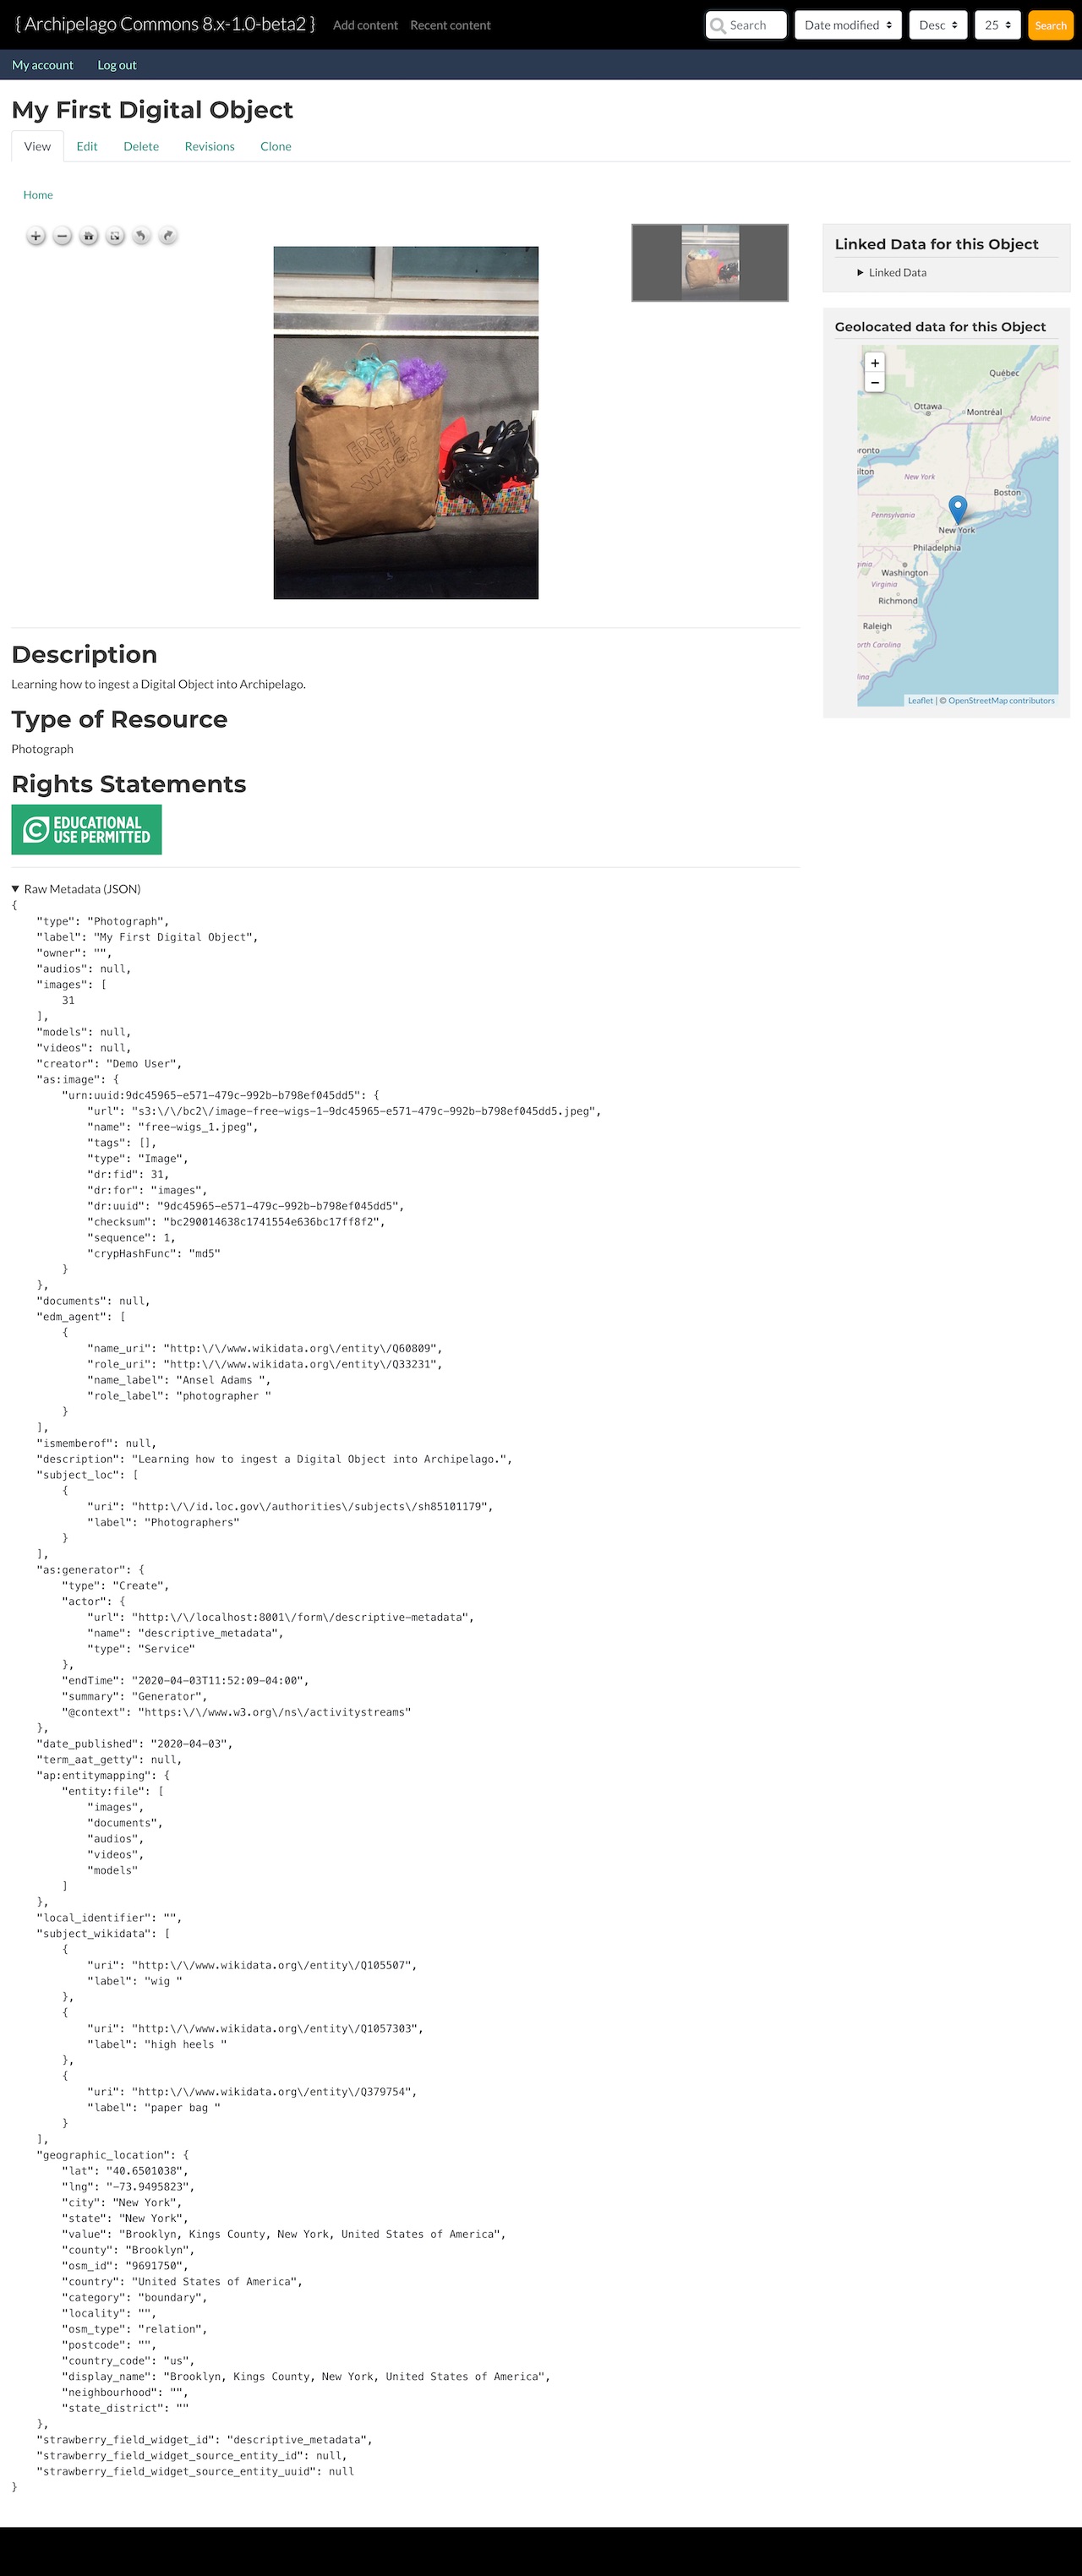 { Archipelago Commons 8.x-1.0-beta2 } Add content Recent content Search Date modified Desc 25 Search
My account Log out
My First Digital Object
View Edit Delete Revisions Clone
Home
FREE
WIGS
Linked Data for this Object
Linked Data
Geolocated data for this Object
+
−
Québec
Ottawa
Montréal
Maine
ronto
ilton
New York
Boston
Pennsylvania
New York
Philadelphia
Washington
Virginia
Richmond
Raleigh
orth Carolina
lina
Leaflet | © OpenStreetMap contributors
Description
Learning how to ingest a Digital Object into Archipelago.
Type of Resource
Photograph
Rights Statements
EDUCATIONAL
USE PERMITTED
Raw Metadata (JSON)
{
"type": "Photograph",
"label": "My First Digital Object",
"owner": "",
"audios": null,
"images": [
31
],
"models": null,
"videos": null,
"creator": "Demo User",
"as:image": {
"urn:uuid:9dc45965-e571-479c-992b-b798ef045dd5": {
"url": "s3:\/\/bc2\/image-free-wigs-1-9dc45965-e571-479c-992b-b798ef045dd5.jpeg",
"name": "free-wigs_1.jpeg",
"tags": [],
"type": "Image",
"dr:fid": 31,
"dr:for": "images",
"dr:uuid": "9dc45965-e571-479c-992b-b798ef045dd5",
"checksum": "bc290014638c1741554e636bc17ff8f2",
"sequence": 1,
"crypHashFunc": "md5"
}
},
"documents": null,
"edm_agent": [
{
"name_uri": "http:\/\/www.wikidata.org\/entity\/Q60809",
"role_uri": "http:\/\/www.wikidata.org\/entity\/Q33231",
"name_label": "Ansel Adams ",
"role_label": "photographer "
}
],
"ismemberof": null,
"description": "Learning how to ingest a Digital Object into Archipelago.",
"subject_loc": [
{
"uri": "http:\/\/id.loc.gov\/authorities\/subjects\/sh85101179",
"label": "Photographers"
}
],
"as:generator": {
"type": "Create",
"actor": {
"url": "http:\/\/localhost:8001\/form\/descriptive-metadata",
"name": "descriptive_metadata",
"type": "Service"
},
"endTime": "2020-04-03T11:52:09-04:00",
"summary": "Generator",
"@context": "https:\/\/www.w3.org\/ns\/activitystreams"
},
"date_published": "2020-04-03",
"term_aat_getty": null,
"ap:entitymapping": {
"entity:file": [
"images",
"documents",
"audios",
"videos",
"models"
]
},
"local_identifier": "",
"subject_wikidata": [
{
"uri": "http:\/\/www.wikidata.org\/entity\/Q105507",
"label": "wig "
},
{
"uri": "http:\/\/www.wikidata.org\/entity\/Q1057303",
"label": "high heels "
},
{
"uri": "http:\/\/www.wikidata.org\/entity\/Q379754",
"label": "paper bag "
}
],
"geographic_location": {
"lat": "40.6501038",
"lng": "-73.9495823",
"city": "New York",
"state": "New York",
"value": "Brooklyn, Kings County, New York, United States of America",
"county": "Brooklyn",
"osm_id": "9691750",
"country": "United States of America",
"category": "boundary",
"locality": "",
"osm_type": "relation",
"postcode": "",
"country_code": "us",
"display_name": "Brooklyn, Kings County, New York, United States of America",
"neighbourhood": "",
"state_district": ""
},
"strawberry_field_widget_id": "descriptive_metadata",
"strawberry_field_widget_source_entity_id": null,
"strawberry_field_widget_source_entity_uuid": null
}